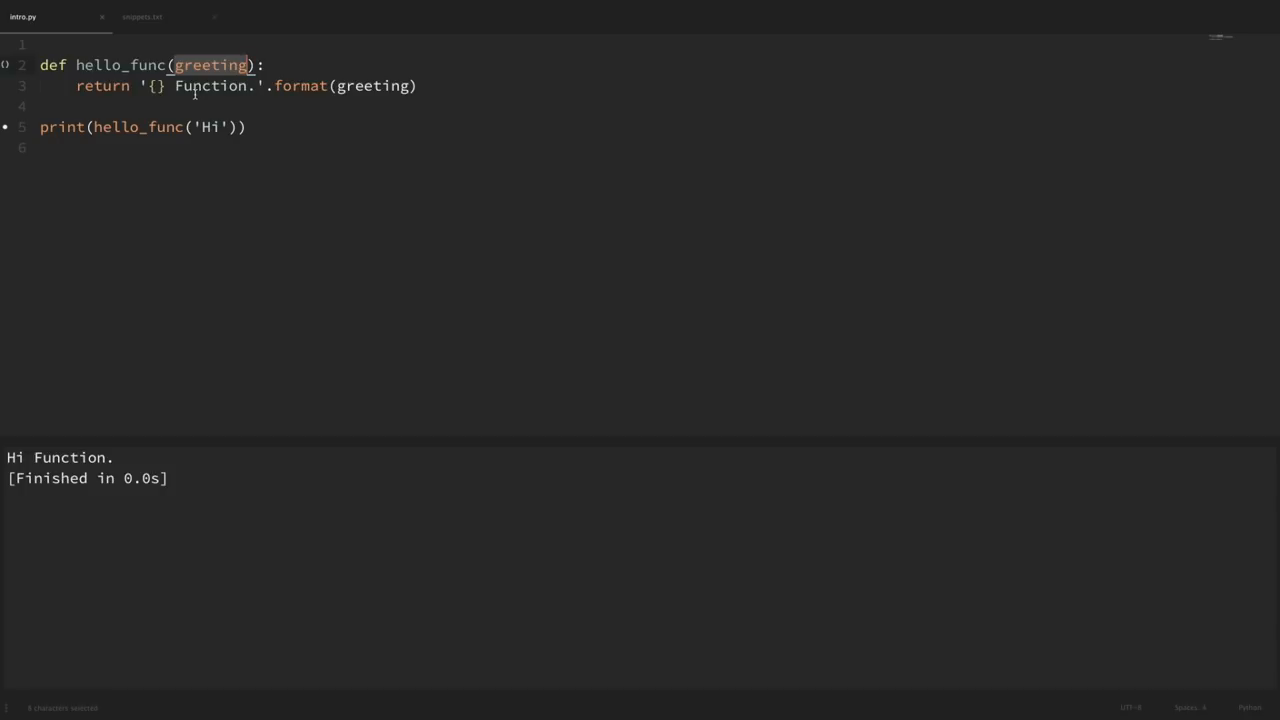 intro.py × snippets.txt ×
1
{} 2 def hello_func(greeting):
3 return '{} Function.'.format(greeting)
4
5 print(hello_func('Hi'))
6
Hi Function.
[Finished in 0.0s]
characters selected UTF-8 Spaces: 4 Python